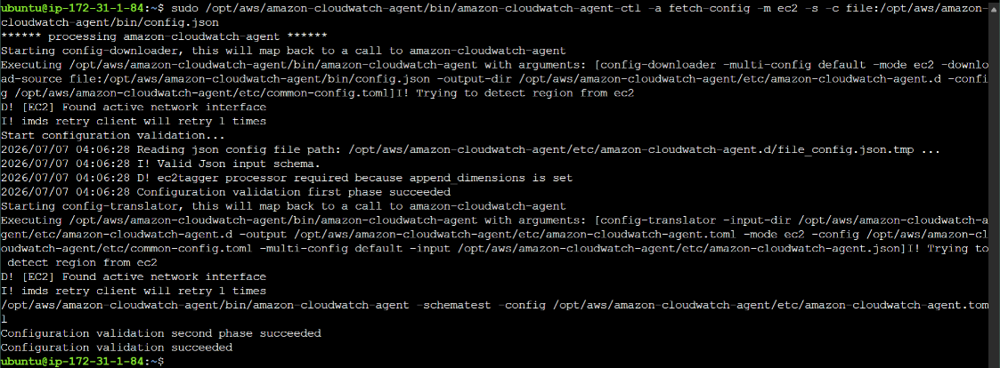 ubuntu@ip-172-31-1-84:~$ sudo /opt/aws/amazon-cloudwatch-agent/bin/amazon-cloudwatch-agent-ctl -a fetch-config -m ec2 -s -c file:/opt/aws/amazon-
cloudwatch-agent/bin/config.json
****** processing amazon-cloudwatch-agent ******
Starting config-downloader, this will map back to a call to amazon-cloudwatch-agent
Executing /opt/aws/amazon-cloudwatch-agent/bin/amazon-cloudwatch-agent with arguments: [config-downloader -multi-config default -mode ec2 -downlo
ad-source file:/opt/aws/amazon-cloudwatch-agent/bin/config.json -output-dir /opt/aws/amazon-cloudwatch-agent/etc/amazon-cloudwatch-agent.d -confi
g /opt/aws/amazon-cloudwatch-agent/etc/common-config.toml]I! Trying to detect region from ec2
D! [EC2] Found active network interface
I! imds retry client will retry 1 times
Start configuration validation...
2026/07/07 04:06:28 Reading json config file path: /opt/aws/amazon-cloudwatch-agent/etc/amazon-cloudwatch-agent.d/file_config.json.tmp ...
2026/07/07 04:06:28 I! Valid Json input schema.
2026/07/07 04:06:28 D! ec2tagger processor required because append_dimensions is set
2026/07/07 04:06:28 Configuration validation first phase succeeded
Starting config-translator, this will map back to a call to amazon-cloudwatch-agent
Executing /opt/aws/amazon-cloudwatch-agent/bin/amazon-cloudwatch-agent with arguments: [config-translator -input-dir /opt/aws/amazon-cloudwatch-a
gent/etc/amazon-cloudwatch-agent.d -output /opt/aws/amazon-cloudwatch-agent/etc/amazon-cloudwatch-agent.toml -mode ec2 -config /opt/aws/amazon-cl
oudwatch-agent/etc/common-config.toml -multi-config default -input /opt/aws/amazon-cloudwatch-agent/etc/amazon-cloudwatch-agent.json]I! Trying to
 detect region from ec2
D! [EC2] Found active network interface
I! imds retry client will retry 1 times
/opt/aws/amazon-cloudwatch-agent/bin/amazon-cloudwatch-agent -schematest -config /opt/aws/amazon-cloudwatch-agent/etc/amazon-cloudwatch-agent.tom
l
Configuration validation second phase succeeded
Configuration validation succeeded
ubuntu@ip-172-31-1-84:~$